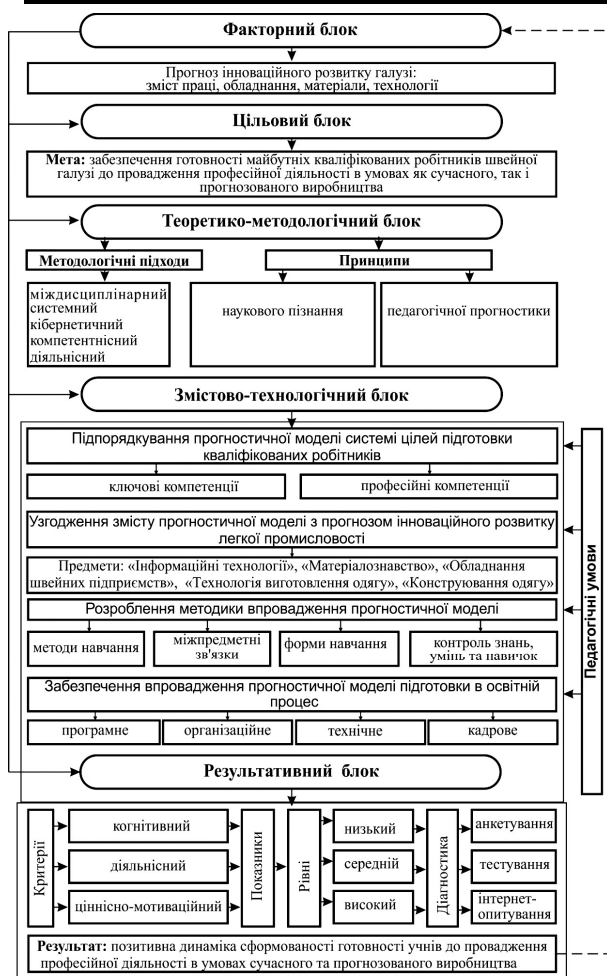 Факторний блок
Прогноз інноваційного розвитку галузі:
зміст праці, обладнання, матеріали, технології
Цільовий блок
Мета: забезпечення готовності майбутніх кваліфікованих робітників швейної
галузі до провадження професійної діяльності в умовах як сучасного, так і
прогнозованого виробництва
Теоретико-методологічний блок
Методологічні підходи
Принципи
міждисциплінарний
системний
кібернетичний
компетентнісний
діяльнісний
наукового пізнання
педагогічної прогностики
Змістово-технологічний блок
Підпорядкування прогностичної моделі системі цілей підготовки
кваліфікованих робітників
ключові компетенції
професійні компетенції
Узгодження змісту прогностичної моделі з прогнозом інноваційного розвитку
легкої промисловості
Предмети: «Інформаційні технології», «Матеріалознавство», «Обладнання
швейних підприємств», «Технологія виготовлення одягу», «Конструювання одягу»
Розроблення методики впровадження прогностичної моделі
методи навчання
міжпредметні
зв'язки
форми навчання
контроль знань,
умінь та навичок
Забезпечення впровадження прогностичної моделі підготовки в освітній
процес
програмне
організаційне
технічне
кадрове
Педагогічні умови
Результативний блок
Критерії
когнітивний
діяльнісний
ціннісно-мотиваційний
Показники
Рівні
низький
середній
високий
Діагностика
анкетування
тестування
інтернет-
опитування
Результат: позитивна динаміка сформованості готовності учнів до провадження
професійної діяльності в умовах сучасного та прогнозованого виробництва